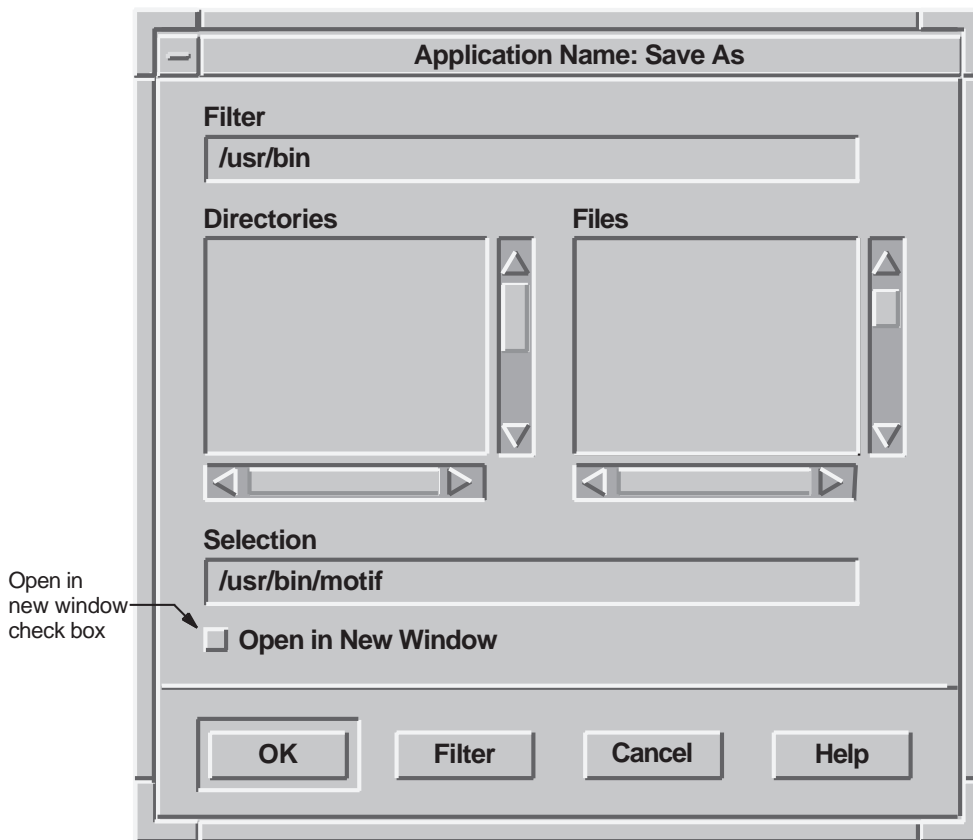 Application Name: Save As
Filter
/usr/bin
Directories
Files
Selection
/usr/bin/motif
Open in
new window
check box
Open in New Window
OK
Filter
Cancel
Help